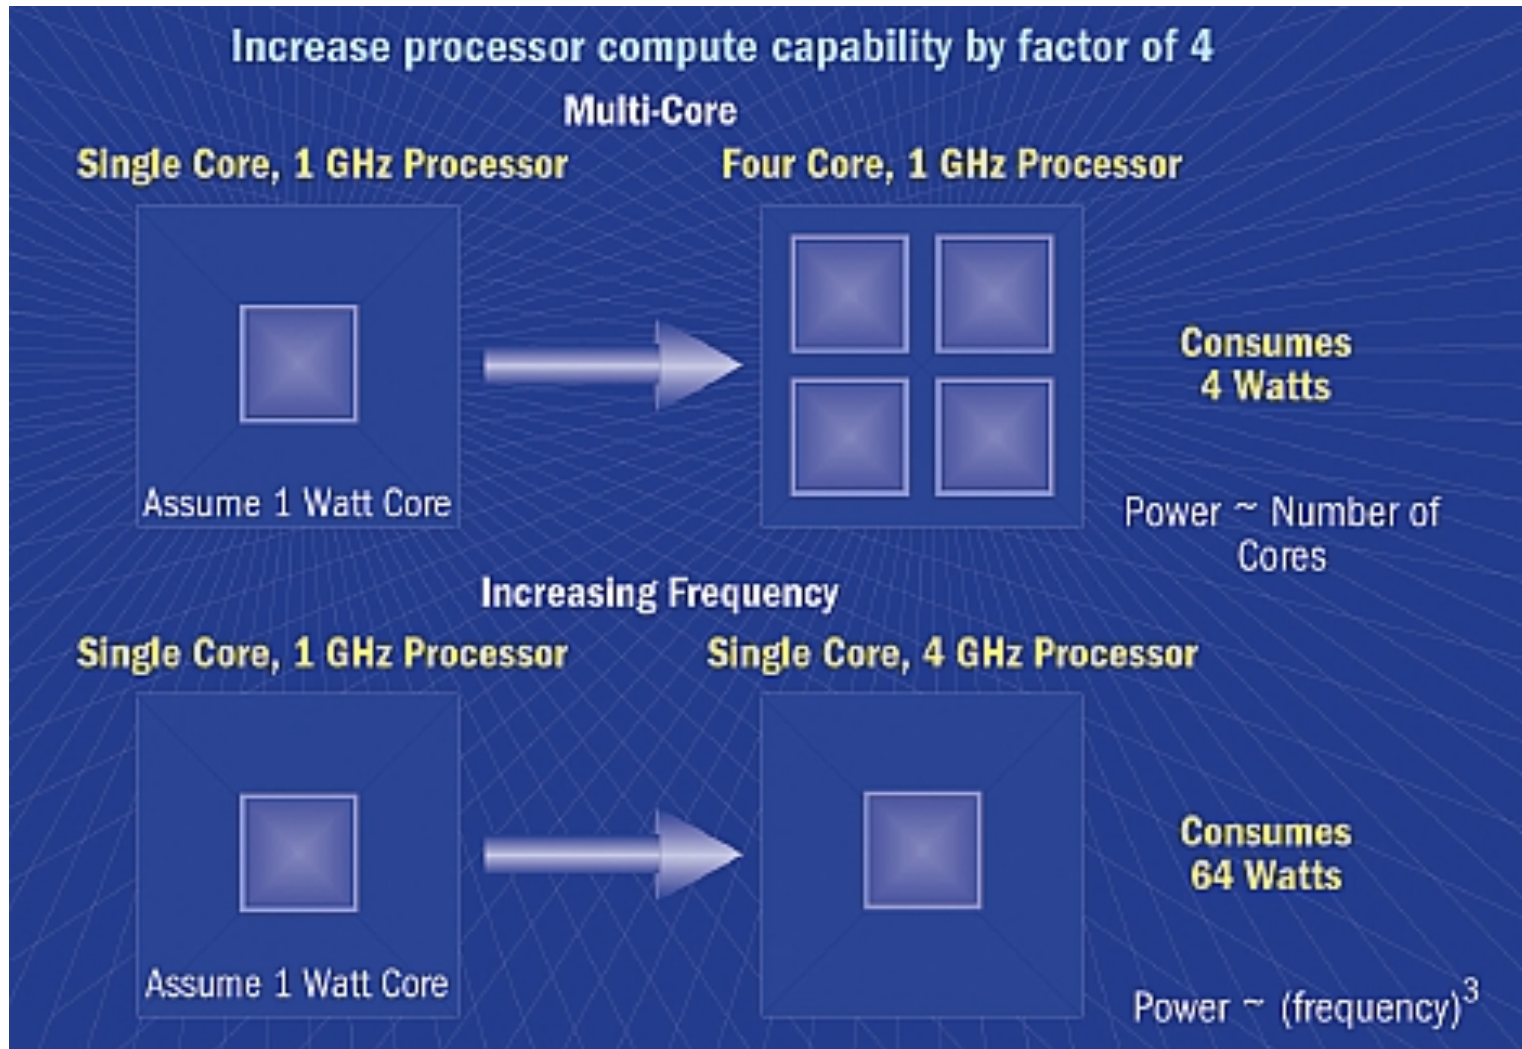 Increase processor compute capability by factor of 4
Multi-Core
Single Core, 1 GHz Processor
Four Core, 1 GHz Processor
Assume 1 Watt Core
Consumes
4 Watts
Power ~ Number of
Cores
Increasing Frequency
Single Core, 1 GHz Processor
Single Core, 4 GHz Processor
Assume 1 Watt Core
Consumes
64 Watts
Power ~ (frequency)³